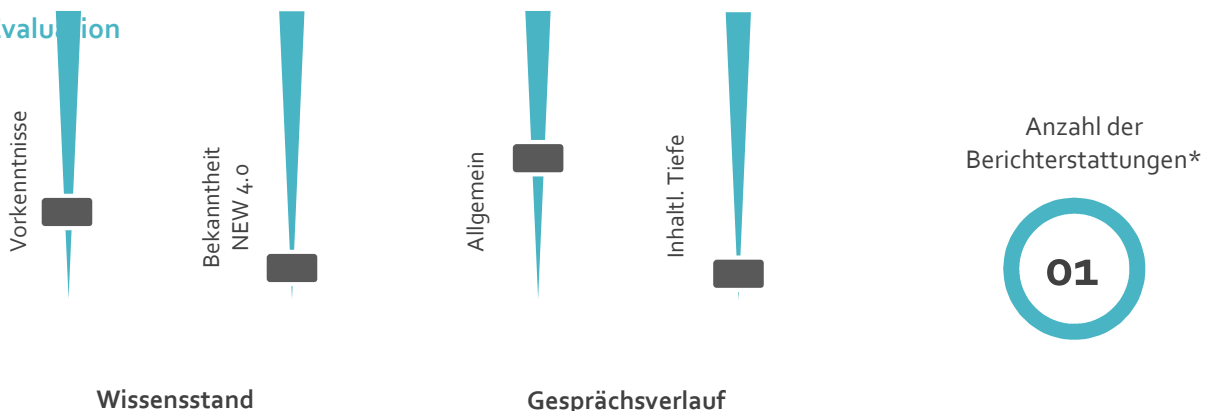 Vorkenntnisse
Bekanntheit
NEW 4.0
Allgemein
Inhaltl. Tiefe
Anzahl der
Berichterstattungen*
01
Wissensstand
Gesprächsverlauf